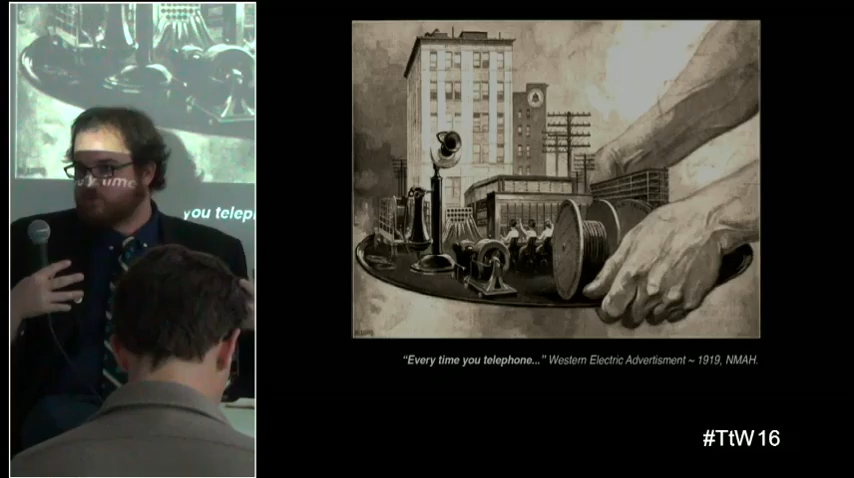 you teleph
"Every time you telephone..." Western Electric Advertisment ~ 1919, NMAH.
#TtW16